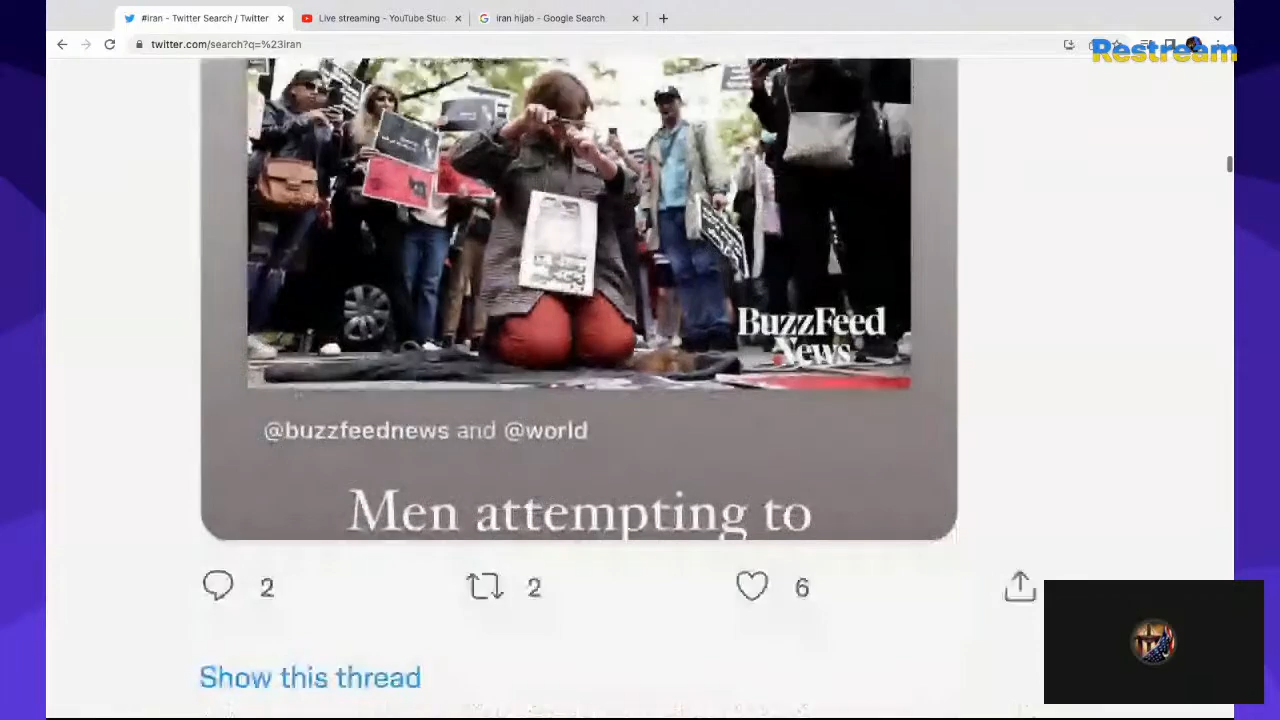 #iran - Twitter Search / Twitter
Live streaming - YouTube Stud
iran hijab - Google Search
twitter.com/search?q=%23iran
Restream
BuzzFeed
News
@buzzfeednews and @world
Men attempting to
2
2
6
Show this thread